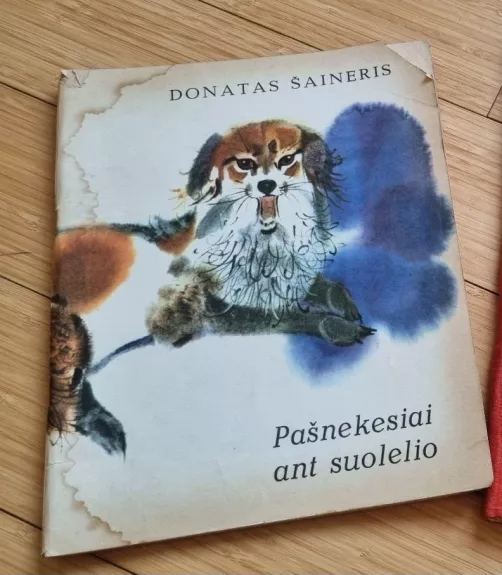 DONATAS ŠAINERIS
Pašnekesiai
ant suolelio